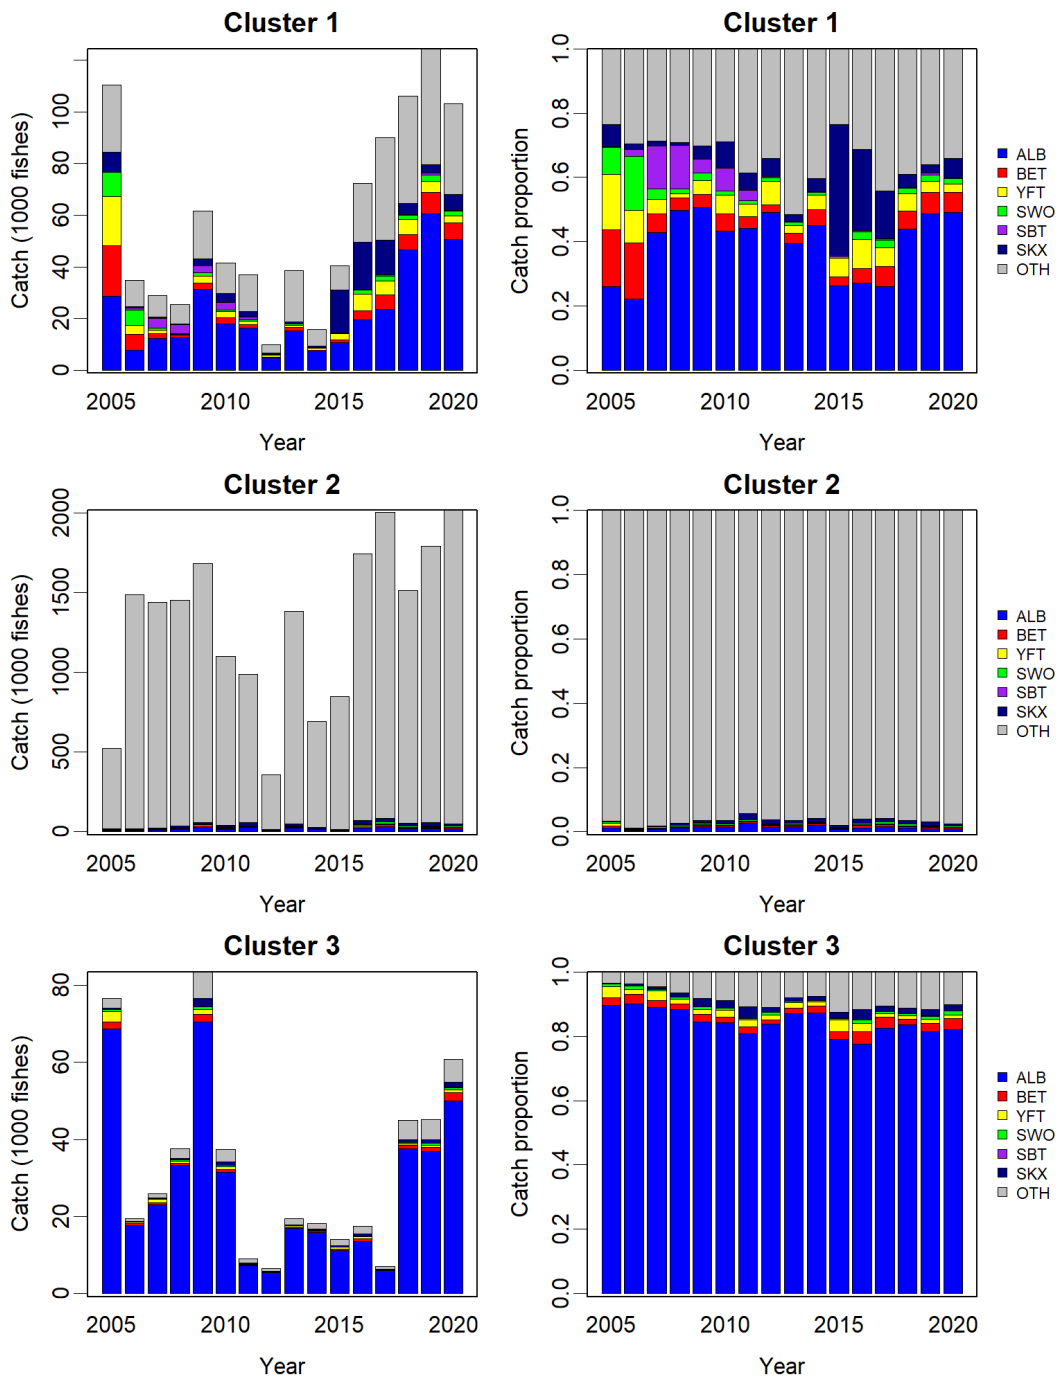 Cluster 1
Catch (1000 fishes)
0 20 40 60 80 100
2005 2010 2015 2020
Year
Cluster 1
Catch proportion
0.0 0.2 0.4 0.6 0.8 1.0
2005 2010 2015 2020
Year
ALB
BET
YFT
SWO
SBT
SKX
OTH
Cluster 2
Catch (1000 fishes)
0 500 1000 1500 2000
2005 2010 2015 2020
Year
Cluster 2
Catch proportion
0.0 0.2 0.4 0.6 0.8 1.0
2005 2010 2015 2020
Year
ALB
BET
YFT
SWO
SBT
SKX
OTH
Cluster 3
Catch (1000 fishes)
0 20 40 60 80
2005 2010 2015 2020
Year
Cluster 3
Catch proportion
0.0 0.2 0.4 0.6 0.8 1.0
2005 2010 2015 2020
Year
ALB
BET
YFT
SWO
SBT
SKX
OTH